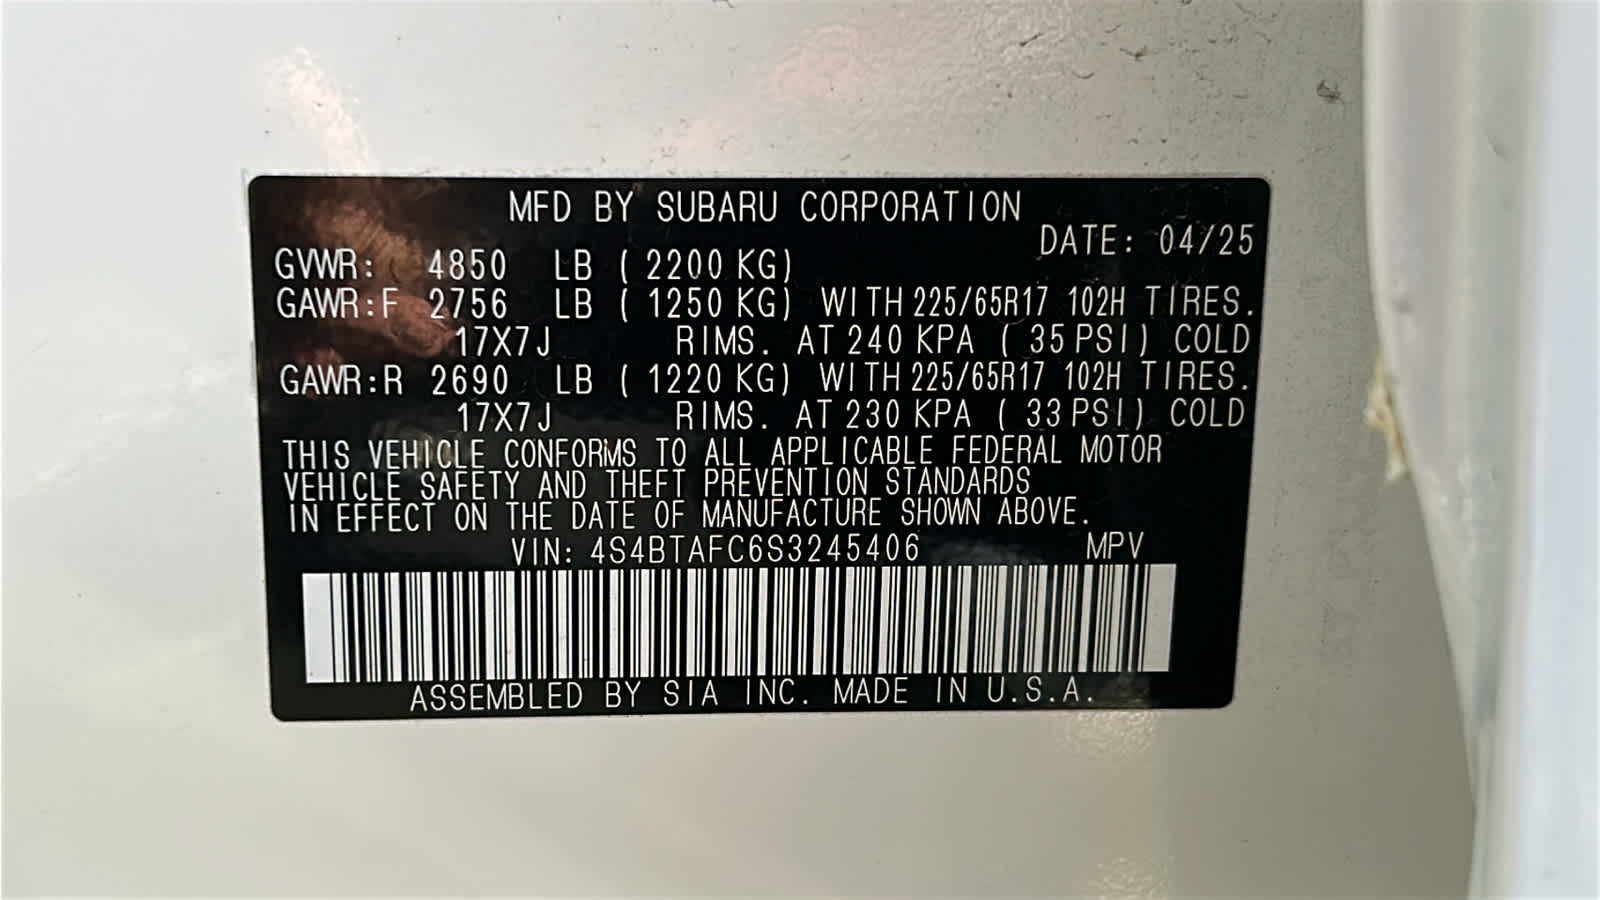 MFD BY SUBARU CORPORATION
DATE: 04/25
GVWR: 4850 LB (2200 KG)
GAWR:F 2756 LB (1250 KG) WITH 225/65R17 102H TIRES.
17X7J RIMS. AT 240 KPA (35 PSI) COLD
GAWR:R 2690 LB (1220 KG) WITH 225/65R17 102H TIRES.
17X7J RIMS. AT 230 KPA (33 PSI) COLD
THIS VEHICLE CONFORMS TO ALL APPLICABLE FEDERAL MOTOR
VEHICLE SAFETY AND THEFT PREVENTION STANDARDS
IN EFFECT ON THE DATE OF MANUFACTURE SHOWN ABOVE.
VIN: 4S4BTAFC6S3245406 MPV
ASSEMBLED BY SIA INC. MADE IN U.S.A.